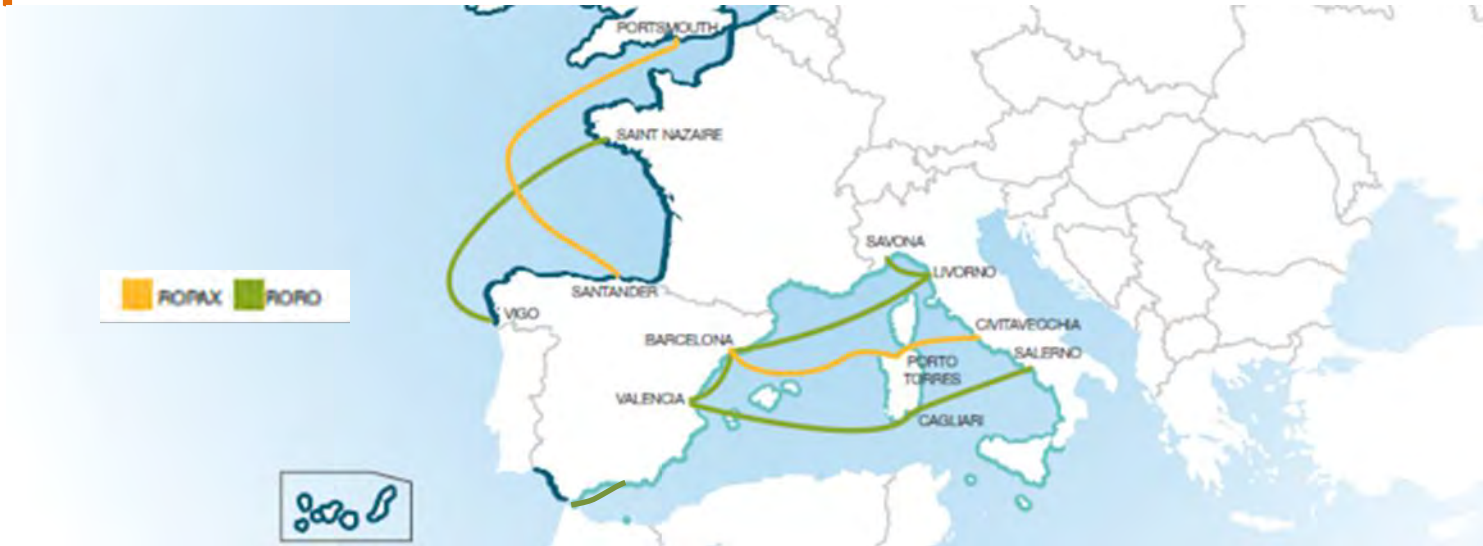 PORTSMOUTH
SAINT NAZAIRE
SAVONA
LIVORNO
SANTANDER
VIGO
CIVITAVECCHIA
BARCELONA
SALERNO
PORTO
TORRES
VALENCIA
CAGLIARI
ROPAX RORO